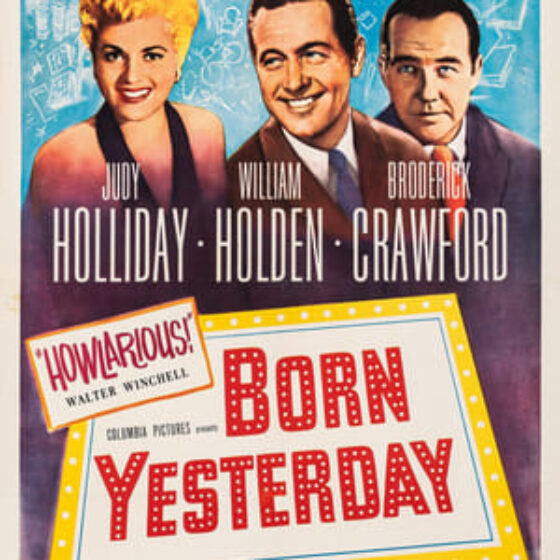 JUDY WILLIAM BRODERICK
HOLLIDAY · HOLDEN · CRAWFORD
"HOWLARIOUS!"
WALTER WINCHELL
COLUMBIA PICTURES presents
BORN
YESTERDAY